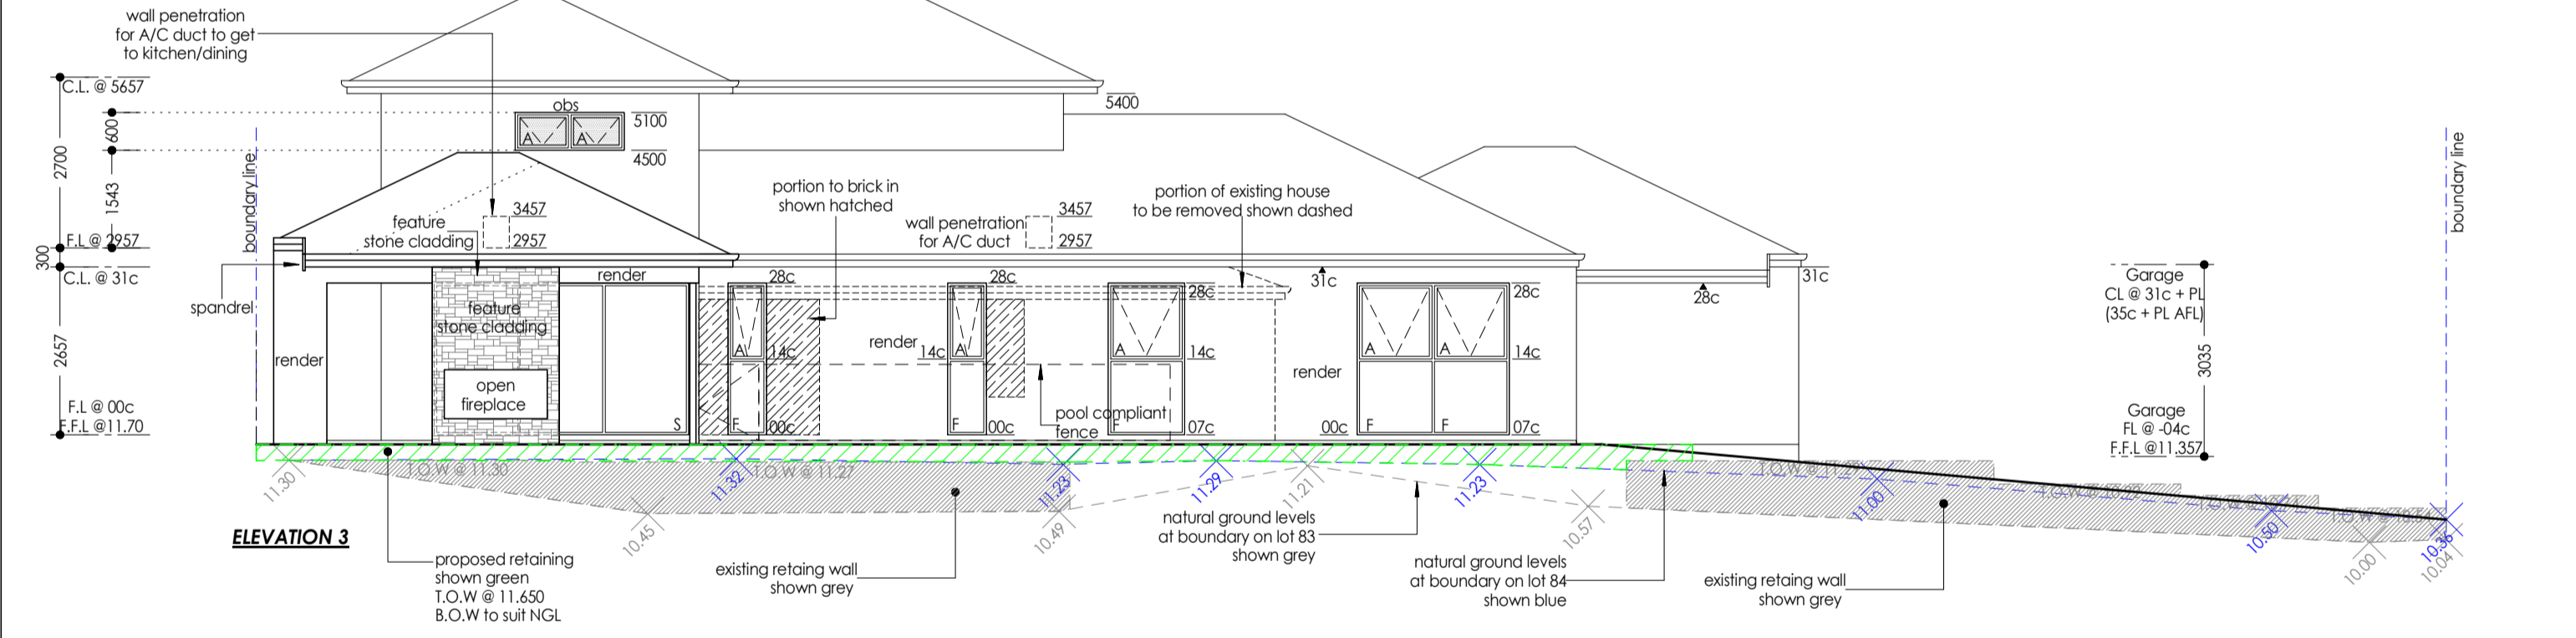 wall penetration
for A/C duct to get
to kitchen/dining
C.L. @ 5657
600
2700
1543
F.L @ 2957
300
C.L. @ 31c
2657
F.L @ 00c
F.F.L @11.70
boundary line
spandrel
obs
A
A
5100
4500
5400
feature
stone cladding
3457
2957
portion to brick in
shown hatched
wall penetration
for A/C duct
3457
2957
portion of existing house
to be removed shown dashed
render
render
feature
stone cladding
open
fireplace
S
28c
A
14c
F
00c
render
28c
14c
A
F
00c
pool compliant
fence
28c
A
14c
F
07c
31c
render
00c
28c
A
A
14c
F
F
07c
28c
31c
boundary line
Garage
CL @ 31c + PL
(35c + PL AFL)
3035
Garage
FL @ -04c
F.F.L @11.357
11.30
T.O.W @ 11.30
10.45
11.32
T.O.W @ 11.27
11.23
10.49
11.29
11.21
11.23
10.57
11.00
10.50
10.00
10.36
10.04
ELEVATION 3
proposed retaining
shown green
T.O.W @ 11.650
B.O.W to suit NGL
existing retaing wall
shown grey
natural ground levels
at boundary on lot 83
shown grey
natural ground levels
at boundary on lot 84
shown blue
existing retaing wall
shown grey